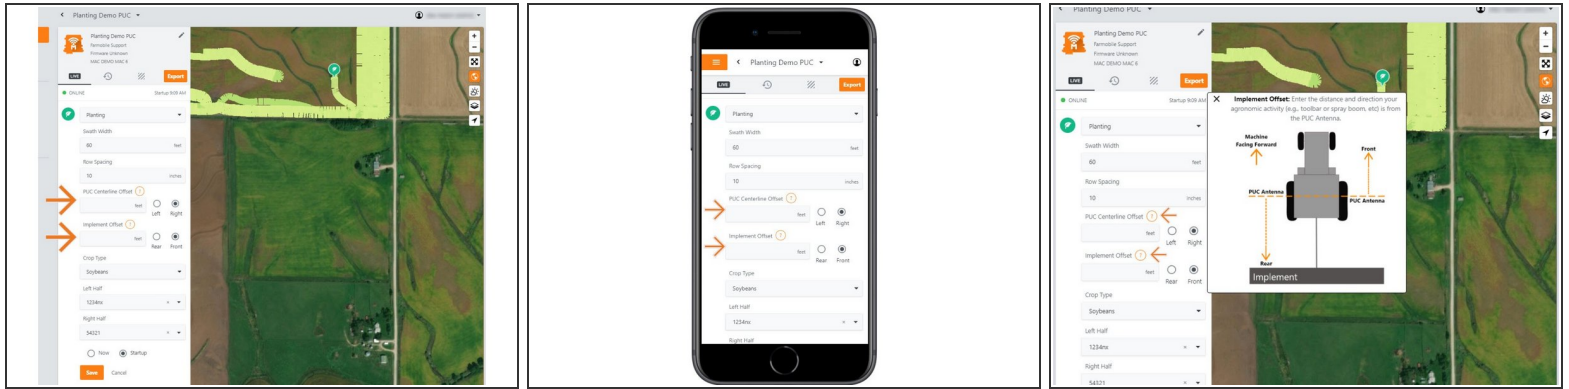 Planting Demo PUC
Planting Demo PUC
Farmobile Support
Firmware Unknown
MAC DEMO MAC 6
LIVE
Export
ONLINE
Startup 9:09 AM
Planting
Swath Width
60 feet
Row Spacing
10 inches
PUC Centerline Offset ?
feet
Left Right
Implement Offset ?
feet
Rear Front
Crop Type
Soybeans
Left Half
1234nx
Right Half
54321
Now Startup
Save Cancel
Planting Demo PUC
LIVE
Export
Planting
Swath Width
60 feet
Row Spacing
10 inches
PUC Centerline Offset ?
feet
Left Right
Implement Offset ?
feet
Rear Front
Crop Type
Soybeans
Left Half
1234nx
Right Half
Planting Demo PUC
Planting Demo PUC
Farmobile Support
Firmware Unknown
MAC DEMO MAC 6
LIVE
Export
ONLINE
Startup 9:09 AM
Planting
Swath Width
60 feet
Row Spacing
10 inches
PUC Centerline Offset ?
feet
Left Right
Implement Offset ?
feet
Rear Front
Crop Type
Soybeans
Left Half
1234nx
Right Half
54321
Implement Offset: Enter the distance and direction your
agronomic activity (e.g., toolbar or spray boom, etc) is from
the PUC Antenna.
Machine
Facing Forward
Front
PUC Antenna
PUC Antenna
Rear
Implement